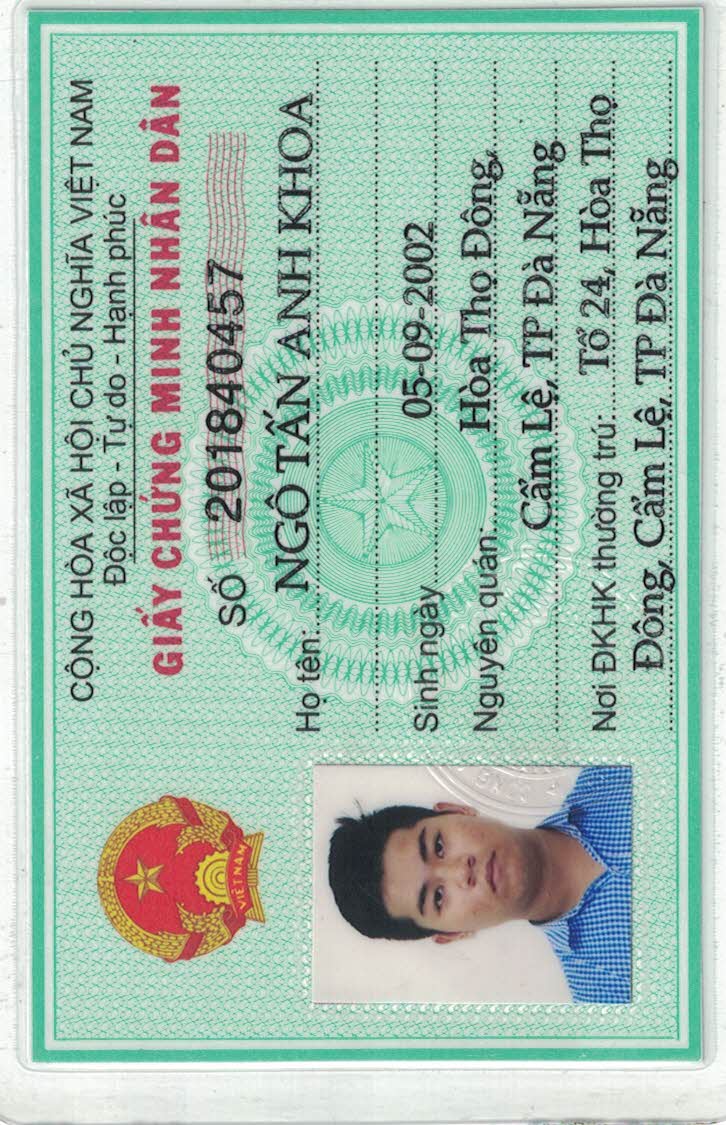 CỘNG HÒA XÃ HỘI CHỦ NGHĨA VIỆT NAM
Độc lập - Tự do - Hạnh phúc
GIẤY CHỨNG MINH NHÂN DÂN
SỐ 201840457
VIỆT NAM
Họ tên: NGÔ TẤN ANH KHOA
Sinh ngày 05-09-2002
Nguyên quán: Hòa Thọ Đông,
Cẩm Lệ, TP Đà Nẵng
Nơi ĐKHK thường trú: Tổ 24, Hòa Thọ
Đông, Cẩm Lệ, TP Đà Nẵng